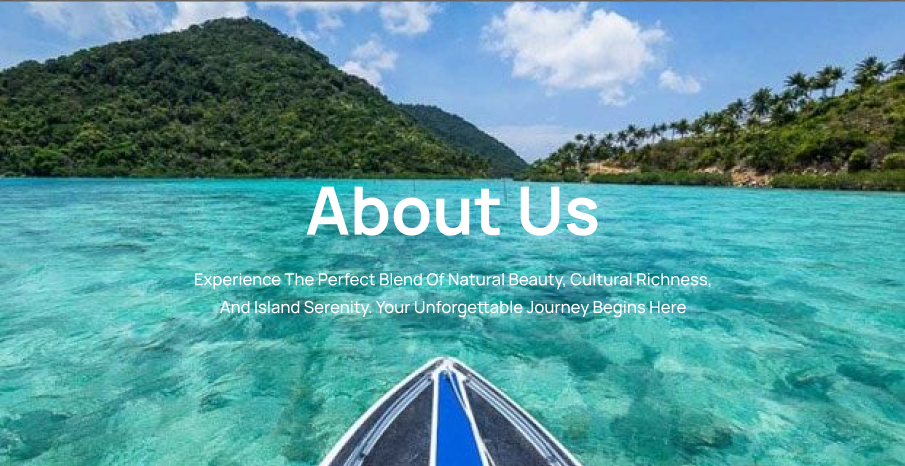 About Us
Experience The Perfect Blend Of Natural Beauty, Cultural Richness,
And Island Serenity. Your Unforgettable Journey Begins Here